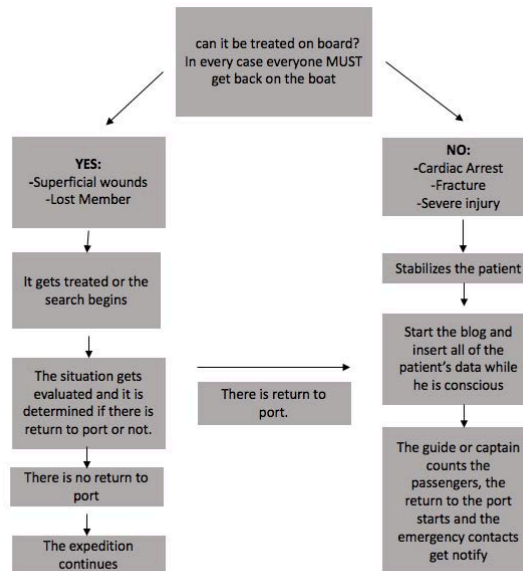 can it be treated on board?
In every case everyone MUST
get back on the boat
YES:
-Superficial wounds
-Lost Member
It gets treated or the
search begins
The situation gets
evaluated and it is
determined if there is
return to port or not.
There is no return to
port
The expedition
continues
There is return to
port.
NO:
-Cardiac Arrest
-Fracture
-Severe injury
Stabilizes the patient
Start the blog and
insert all of the
patient's data while
he is conscious
The guide or captain
counts the
passengers, the
return to the port
starts and the
emergency contacts
get notify